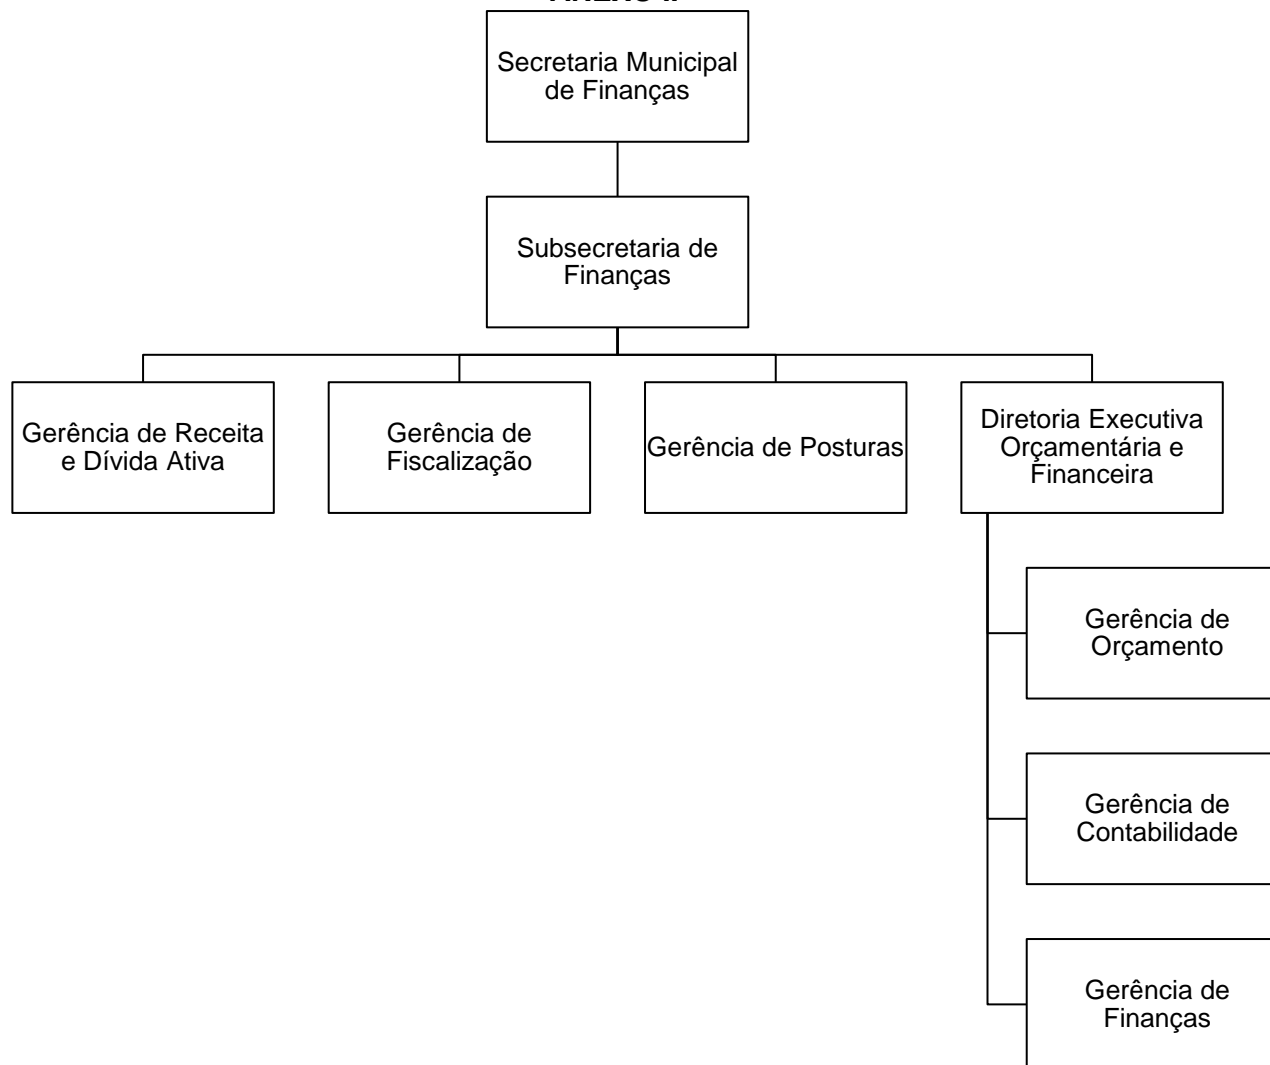 Secretaria Municipal
de Finanças
Subsecretaria de
Finanças
Gerência de Receita
e Dívida Ativa
Gerência de
Fiscalização
Gerência de Posturas
Diretoria Executiva
Orçamentária e
Financeira
Gerência de
Orçamento
Gerência de
Contabilidade
Gerência de
Finanças